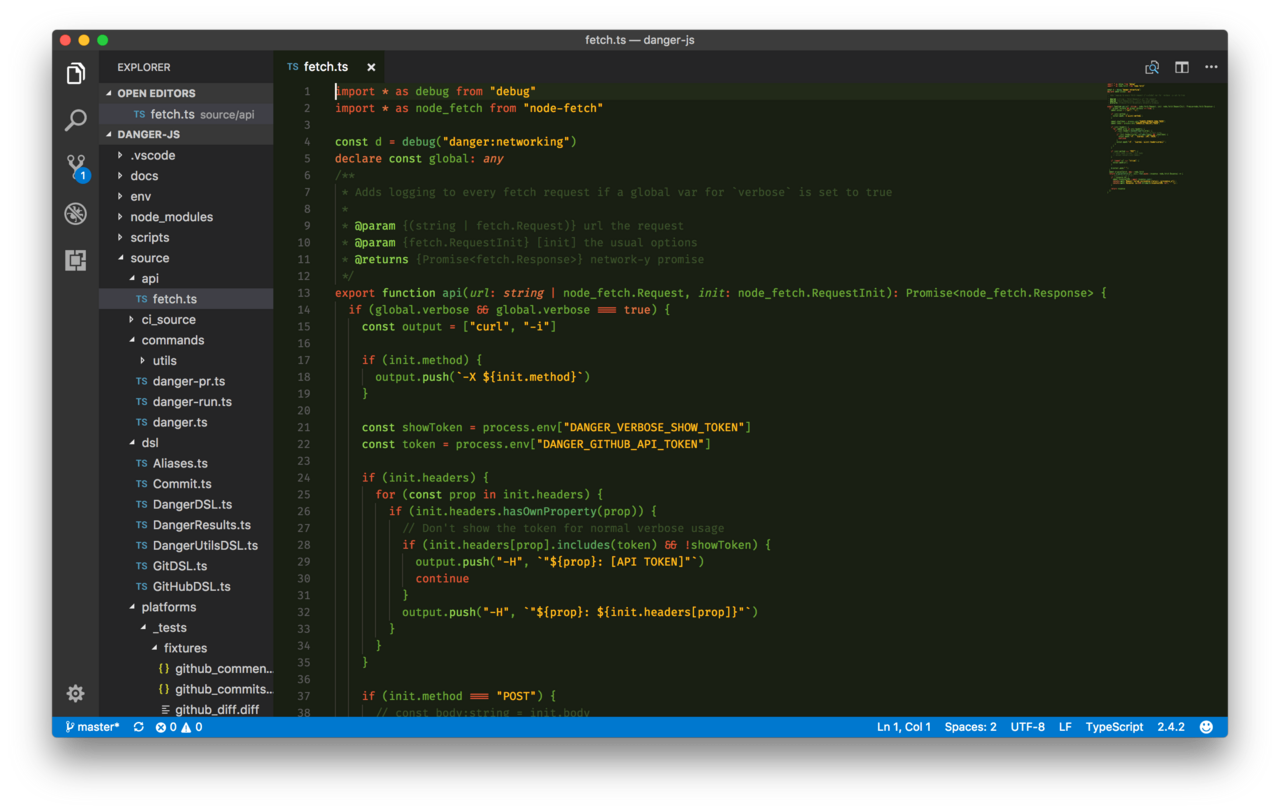 fetch.ts — danger-js
EXPLORER
OPEN EDITORS
TS fetch.ts source/api
DANGER-JS
.vscode
docs
env
node_modules
scripts
source
api
TS fetch.ts
ci_source
commands
utils
TS danger-pr.ts
TS danger-run.ts
TS danger.ts
dsl
TS Aliases.ts
TS Commit.ts
TS DangerDSL.ts
TS DangerResults.ts
TS DangerUtilsDSL.ts
TS GitDSL.ts
TS GitHubDSL.ts
platforms
_tests
fixtures
{} github_commen...
{} github_commits...
github_diff.diff
1
TS fetch.ts ×
1 import * as debug from "debug"
2 import * as node_fetch from "node-fetch"
3
4 const d = debug("danger:networking")
5 declare const global: any
6 /**
7 * Adds logging to every fetch request if a global var for `verbose` is set to true
8 *
9 * @param {(string | fetch.Request)} url the request
10 * @param {fetch.RequestInit} [init] the usual options
11 * @returns {Promise<fetch.Response>} network-y promise
12 */
13 export function api(url: string | node_fetch.Request, init: node_fetch.RequestInit): Promise<node_fetch.Response> {
14 if (global.verbose && global.verbose === true) {
15 const output = ["curl", "-i"]
16
17 if (init.method) {
18 output.push(`-X ${init.method}`)
19 }
20
21 const showToken = process.env["DANGER_VERBOSE_SHOW_TOKEN"]
22 const token = process.env["DANGER_GITHUB_API_TOKEN"]
23
24 if (init.headers) {
25 for (const prop in init.headers) {
26 if (init.headers.hasOwnProperty(prop)) {
27 // Don't show the token for normal verbose usage
28 if (init.headers[prop].includes(token) && !showToken) {
29 output.push("-H", `"${prop}: [API TOKEN]"`)
30 continue
31 }
32 output.push("-H", `"${prop}: ${init.headers[prop]}"`)
33 }
34 }
35 }
36
37 if (init.method === "POST") {
38 // const body:string = init.body
master* 0 0
Ln 1, Col 1 Spaces: 2 UTF-8 LF TypeScript 2.4.2